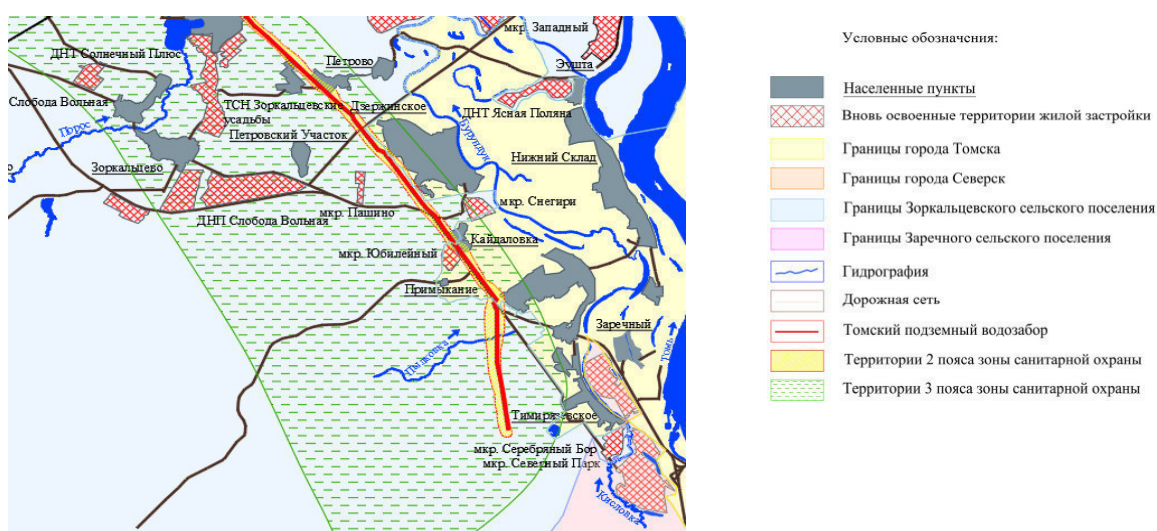 мкр. Западный
ДНТ Солнечный Плюс
Петрово
Эушта
Слобода Вольная
ТСН Зоркальцевские
усадьбы
Дзержинское
ДНТ Ясная Поляна
Порос
Петровский Участок
Бурундук
Нижний Склад
Зоркальцево
о
мкр. Снегири
мкр. Пашино
ДНП Слобода Вольная
Кайдаловка
мкр. Юбилейный
Примыкание
Заречный
Томь
Тимирязевское
мкр. Серебряный Бор
мкр. Северный Парк
Кисловка
Условные обозначсния:
Населенные пункты
Вновь освоенные территории жилой застройки
Границы города Томска
Границы города Северск
Границы Зоркальцевского сельского поселения
Границы Заречного сельского поселения
Гидрография
Дорожная сеть
Томский подземный водозабор
Территории 2 пояса зоны санитарной охраны
Территории 3 пояса зоны санитарной охраны